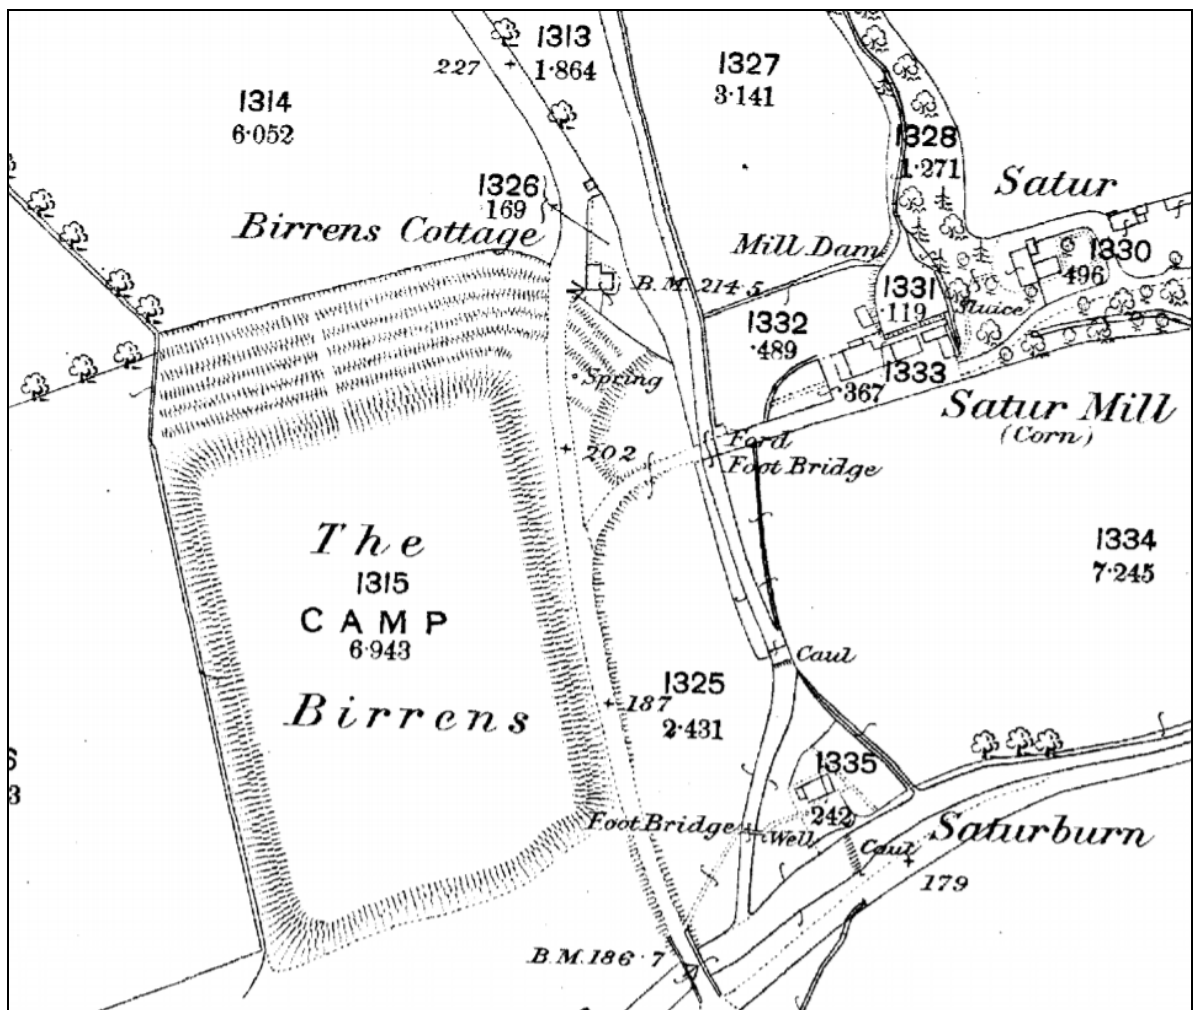 1313
1·864
227
1327
3·141
1314
6·052
1328
1·271
Satur
1326
169
Birrens Cottage
Mill Dam
1330
·496
B.M. 214·5
1331
·119
Sluice
1332
·489
Spring
1333
·367
Satur Mill
(Corn)
Ford
Foot Bridge
202
The
1315
CAMP
6·943
Birrens
1334
7·245
Caul
1325
2·431
187
3
1335
·242
Foot Bridge
Well
Saturburn
Caul
179
B.M. 186·7